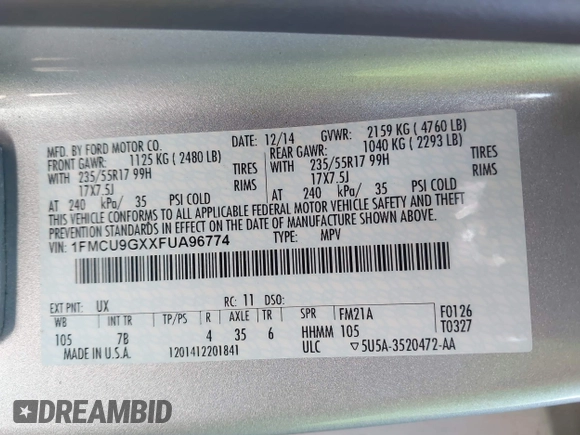 MFD. BY FORD MOTOR CO. 12/14 GVWR: 2159 KG ( 4760 LB)
FRONT GAWR: 1125 KG ( 2480 LB) REAR GAWR: 1040 KG ( 2293 LB)
WITH 235/55R17 99H TIRES WITH 235/55R17 99H TIRES
17X7.5J RIMS 17X7.5J RIMS
AT 240 kPa/ 35 PSI COLD AT 240 kPa/ 35 PSI COLD
THIS VEHICLE CONFORMS TO ALL APPLICABLE FEDERAL MOTOR VEHICLE SAFETY AND THEFT
PREVENTION STANDARDS IN EFFECT ON THE DATE OF MANUFACTURE SHOWN ABOVE.
VIN: 1FMCU9GXXFUA96774 TYPE: MPV
EXT PNT: UX RC: 11 DSO: FM21A F0126
WB INT TR TP/PS R AXLE TR SPR T0327
105 7B 4 35 6 HHMM 105
MADE IN U.S.A. 1201412201841 ULC ▽5U5A-3520472-AA
DREAMBID